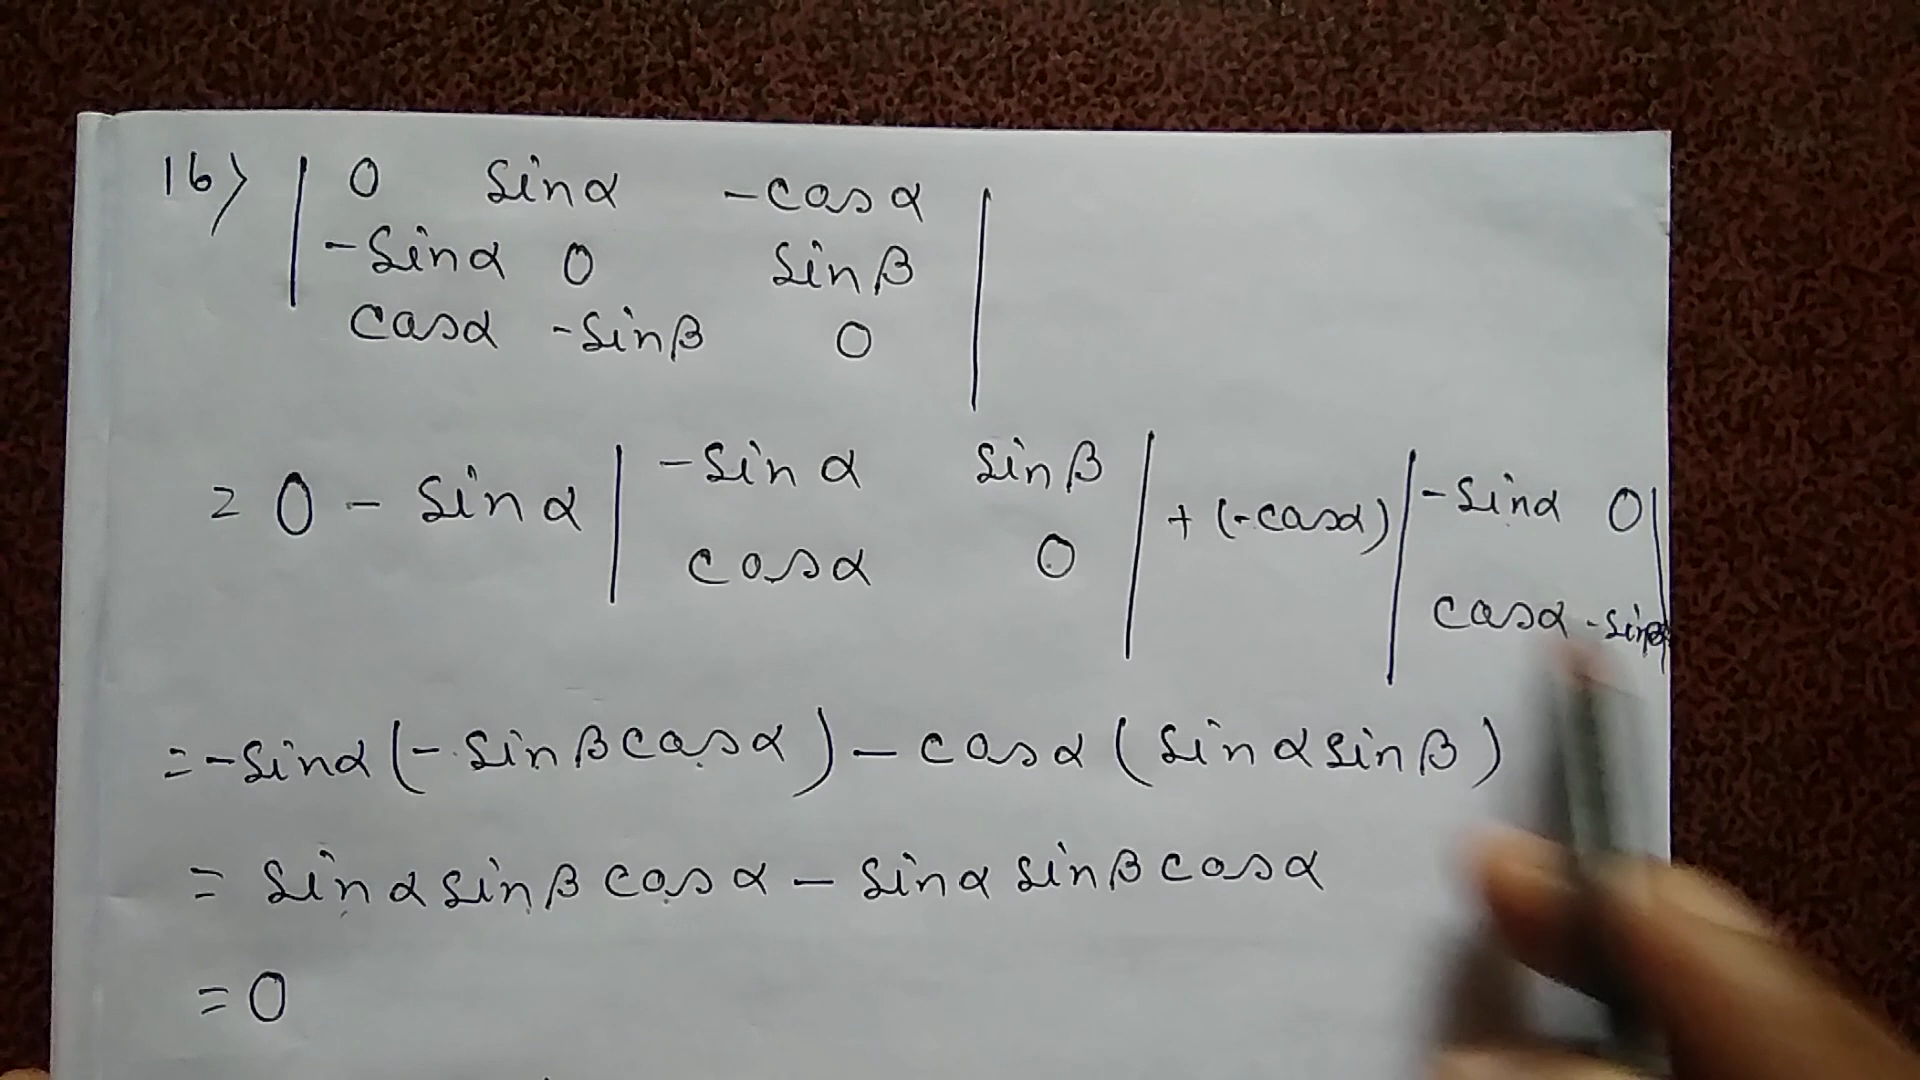 16) | 0 sinα -cosα |
| -sinα 0 sinβ |
| cosα -sinβ 0 |
= 0 - sinα | -sinα sinβ | + (-cosα) | -sinα 0 |
| cosα 0 | | cosα -sinβ |
= -sinα (- sinβ cosα) - cosα (sinα sinβ)
= sinα sinβ cosα - sinα sinβ cosα
= 0